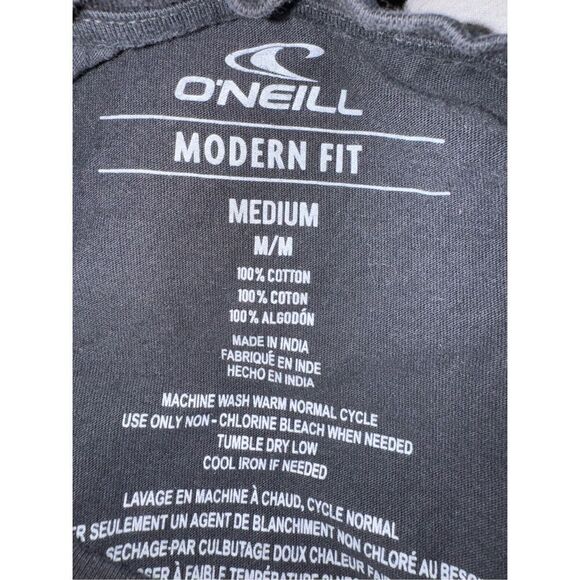 O'NEILL
MODERN FIT
MEDIUM
M/M
100% COTTON
100% COTON
100% ALGODÓN
MADE IN INDIA
FABRIQUÉ EN INDE
HECHO EN INDIA
MACHINE WASH WARM NORMAL CYCLE
USE ONLY NON - CHLORINE BLEACH WHEN NEEDED
TUMBLE DRY LOW
COOL IRON IF NEEDED
LAVAGE EN MACHINE À CHAUD, CYCLE NORMAL
SEULEMENT UN AGENT DE BLANCHIMENT NON CHLORÉ AU
SECHAGE-PAR CULBUTAGE DOUX CHALEUR
À FAIBLE TEMPÉRATURE